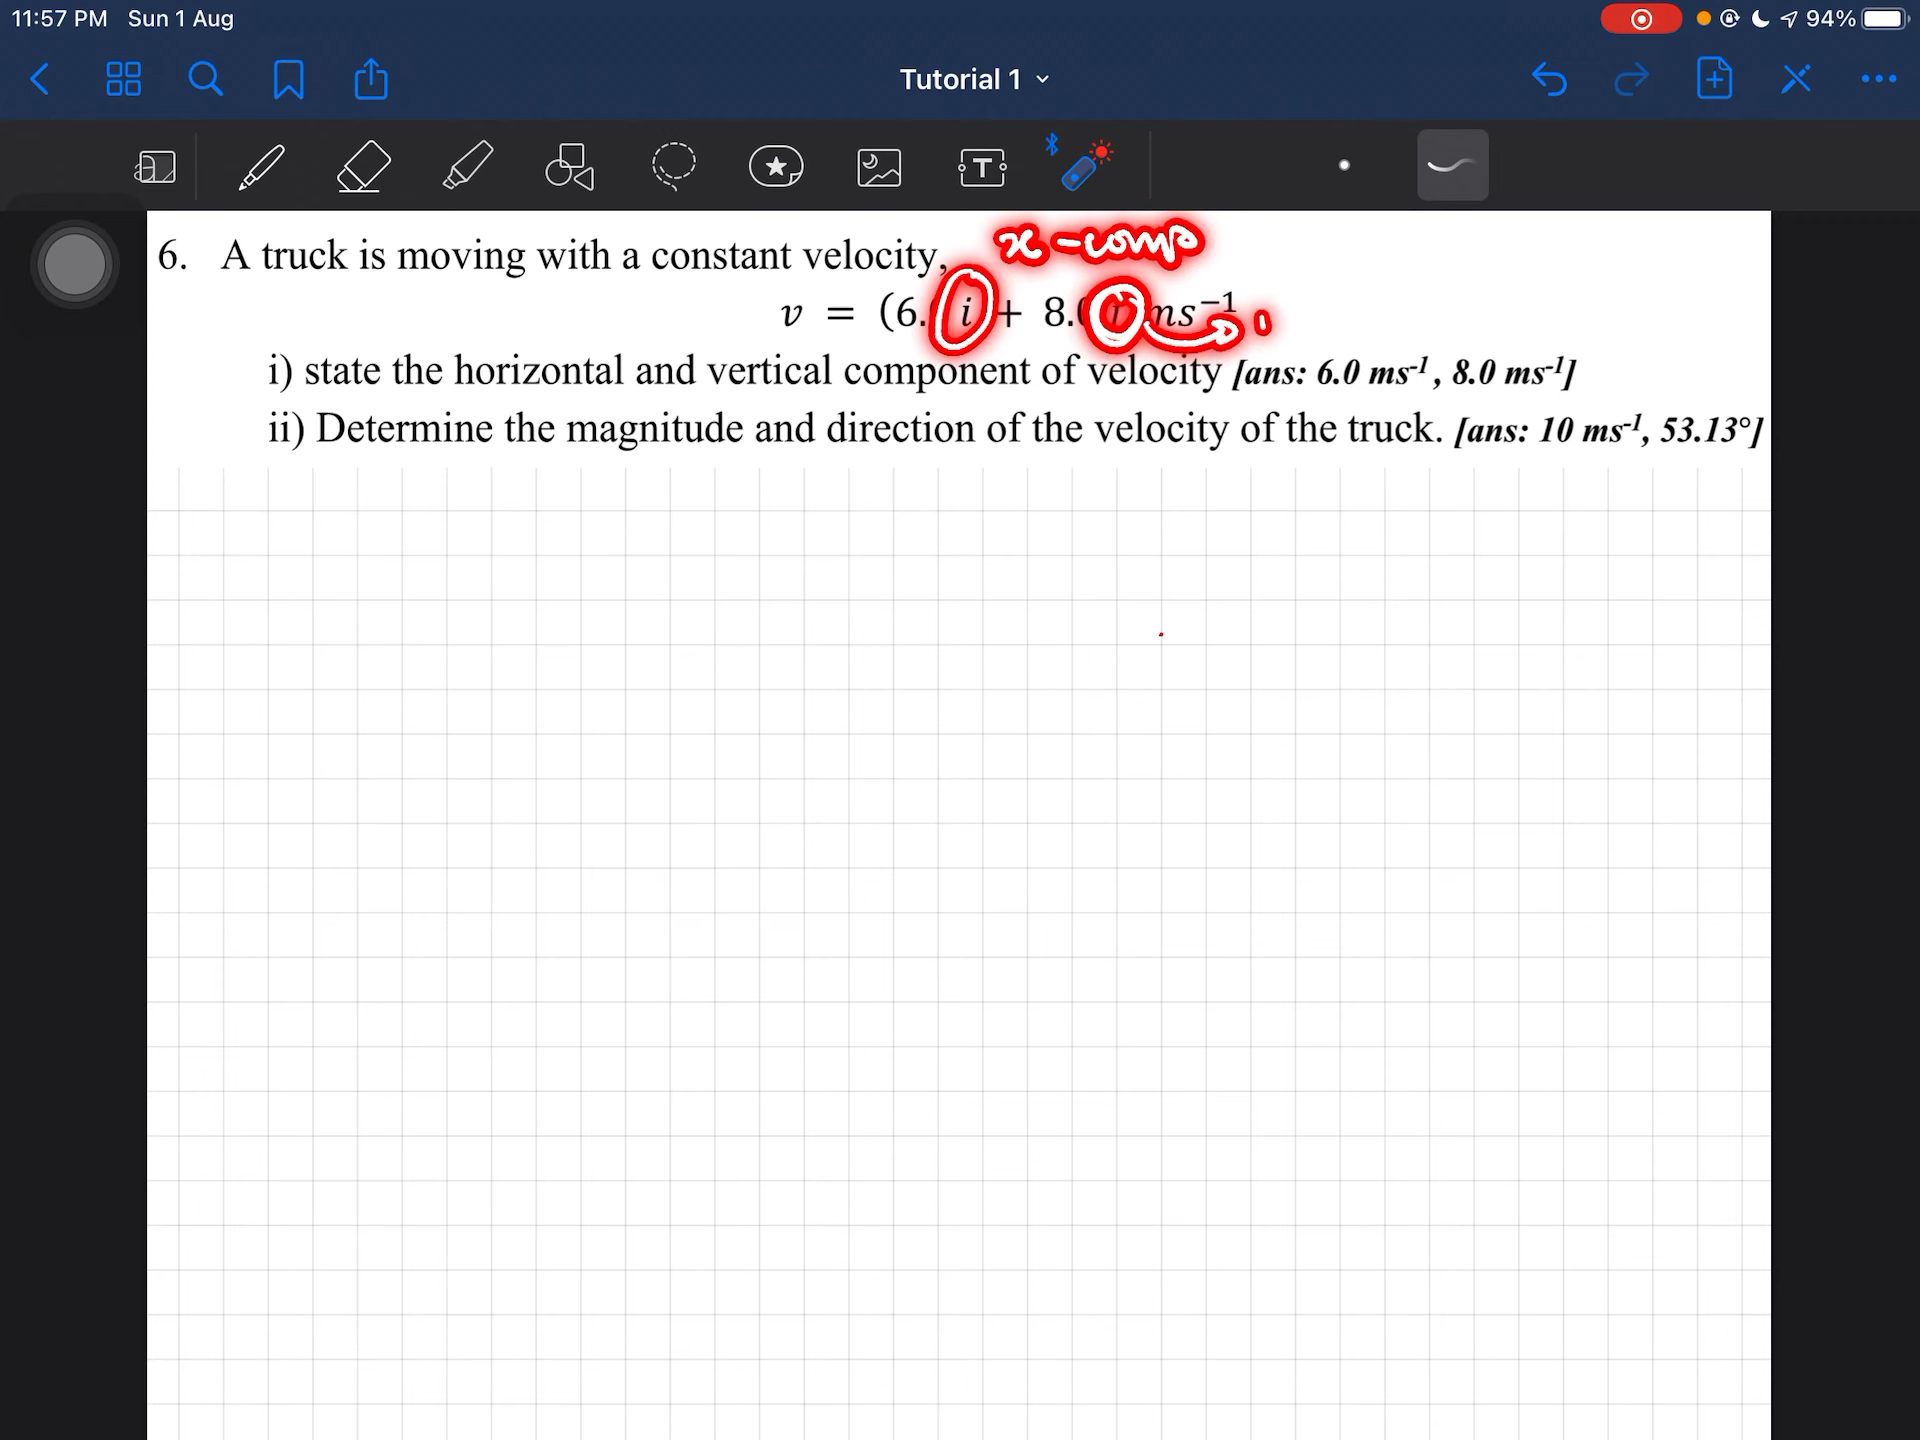 11:57 PM Sun 1 Aug 94%
Tutorial 1
x-comp
6. A truck is moving with a constant velocity,
v = (6. i + 8. ms⁻¹
i) state the horizontal and vertical component of velocity [ans: 6.0 ms⁻¹, 8.0 ms⁻¹]
ii) Determine the magnitude and direction of the velocity of the truck. [ans: 10 ms⁻¹, 53.13°]